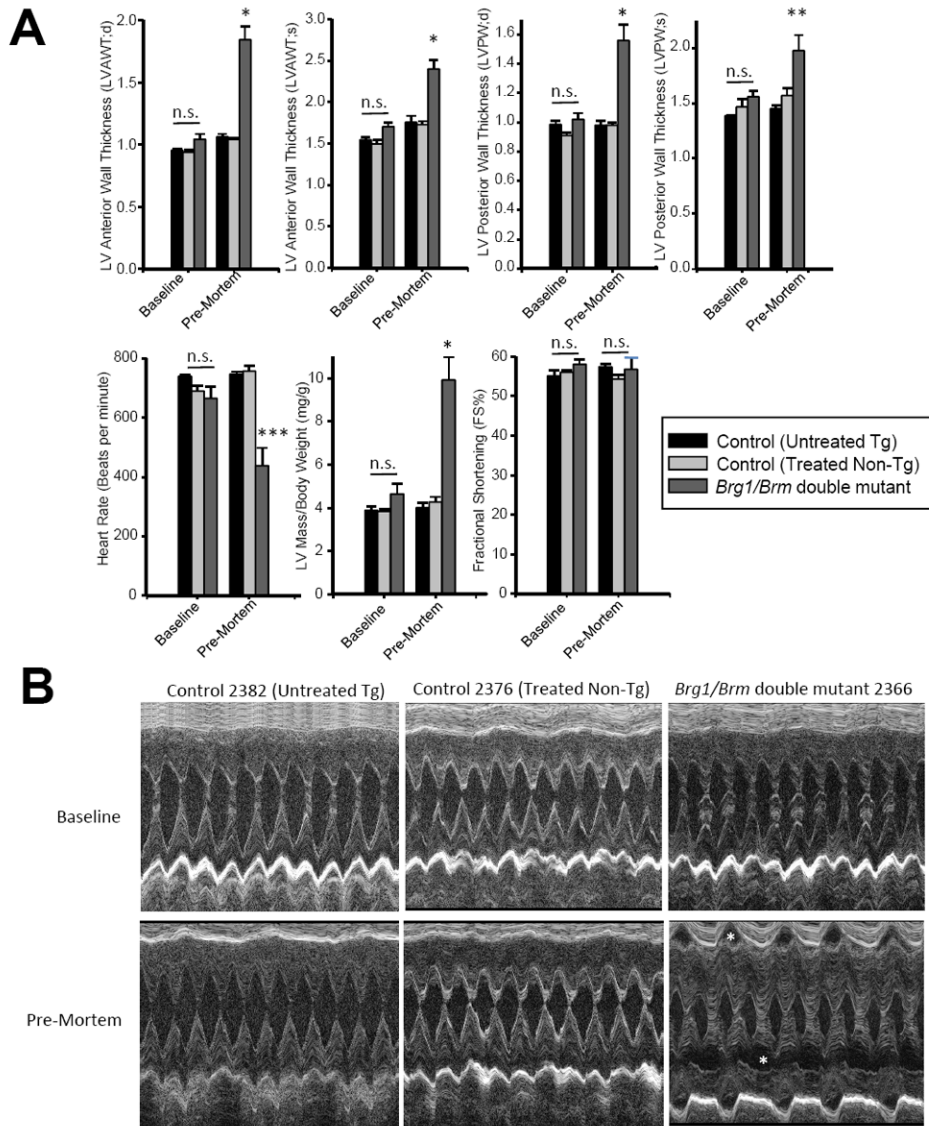 A
LV Anterior Wall Thickness (LVAWT;d)
2.0
1.5
1.0
0.5
0.0
n.s.
*
Baseline
Pre-Mortem
LV Anterior Wall Thickness (LVAWT;s)
3.0
2.5
2.0
1.5
1.0
0.5
0.0
n.s.
*
Baseline
Pre-Mortem
LV Posterior Wall Thickness (LVPW;d)
1.6
1.4
1.2
1.0
0.8
0.6
0.4
0.2
0.0
n.s.
*
Baseline
Pre-Mortem
LV Posterior Wall Thickness (LVPW;s)
2.0
1.5
1.0
0.5
0.0
n.s.
**
Baseline
Pre-Mortem
Heart Rate (Beats per minute)
800
600
400
200
0
n.s.
***
Baseline
Pre-Mortem
LV Mass/Body Weight (mg/g)
10
8
6
4
2
0
n.s.
*
Baseline
Pre-Mortem
Fractional Shortening (FS%)
60
50
40
30
20
10
0
n.s.
n.s.
Baseline
Pre-Mortem
Control (Untreated Tg)
Control (Treated Non-Tg)
Brg1/Brm double mutant
B
Control 2382 (Untreated Tg)
Control 2376 (Treated Non-Tg)
Brg1/Brm double mutant 2366
Baseline
Pre-Mortem
*
*